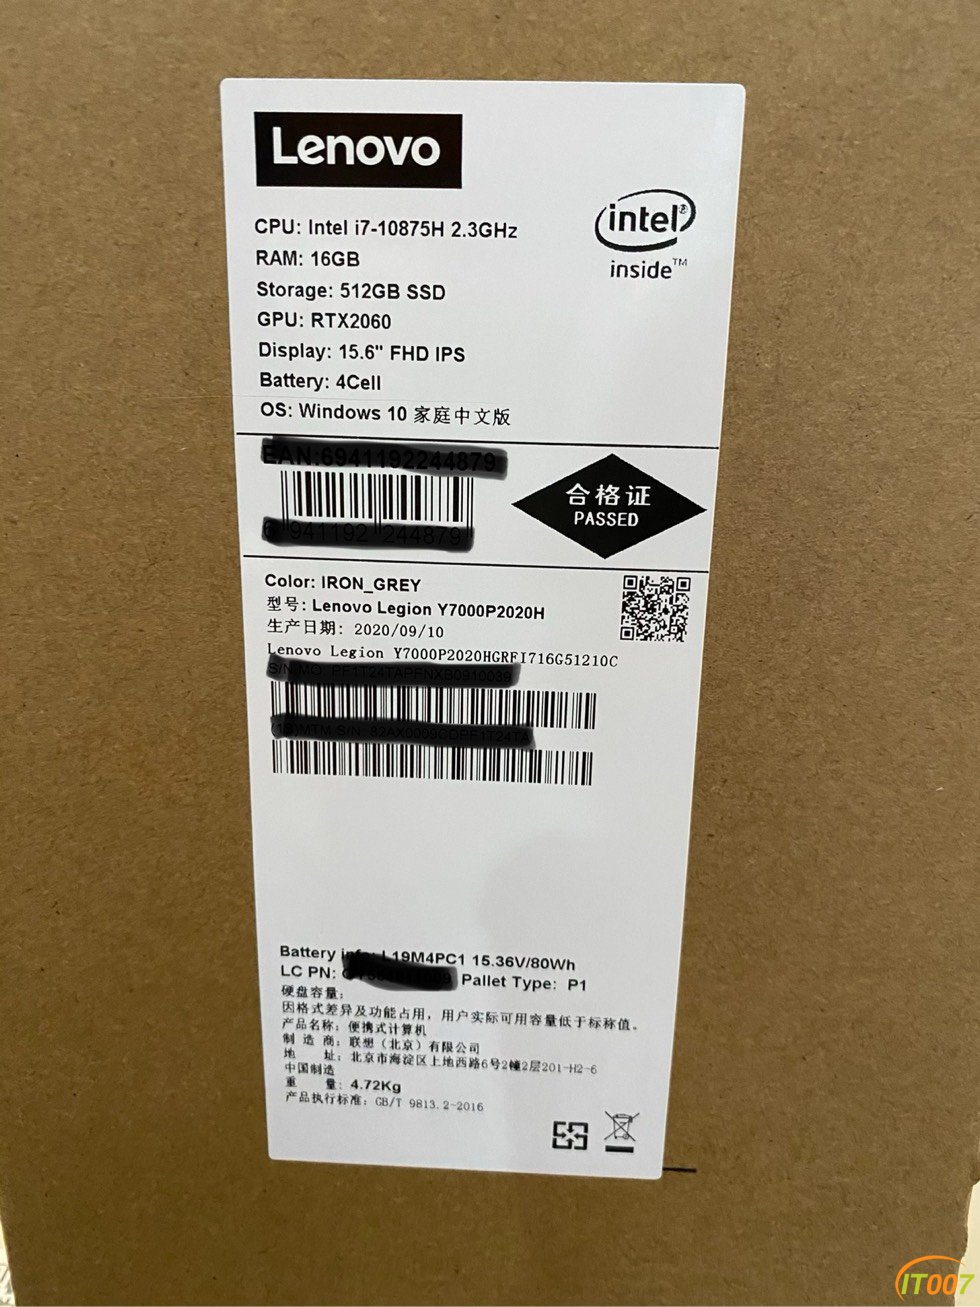 Lenovo
intel®
inside™
CPU: Intel i7-10875H 2.3GHz
RAM: 16GB
Storage: 512GB SSD
GPU: RTX2060
Display: 15.6" FHD IPS
Battery: 4Cell
OS: Windows 10 家庭中文版
EAN:6941192244879
合格证
PASSED
6 941192 244879
Color: IRON_GREY
型号: Lenovo Legion Y7000P2020H
生产日期: 2020/09/10
Lenovo Legion Y7000P2020HGRFI716G51210C
Battery L19M4PC1 15.36V/80Wh
LC PN: Pallet Type: P1
硬盘容量:
因格式差异及功能占用，用户实际可用容量低于标称值。
产品名称: 便携式计算机
制 造 商: 联想（北京）有限公司
地 址: 北京市海淀区上地西路6号2幢2层201-H2-6
中国制造
重 量: 4.72Kg
产品执行标准: GB/T 9813.2-2016
IT007